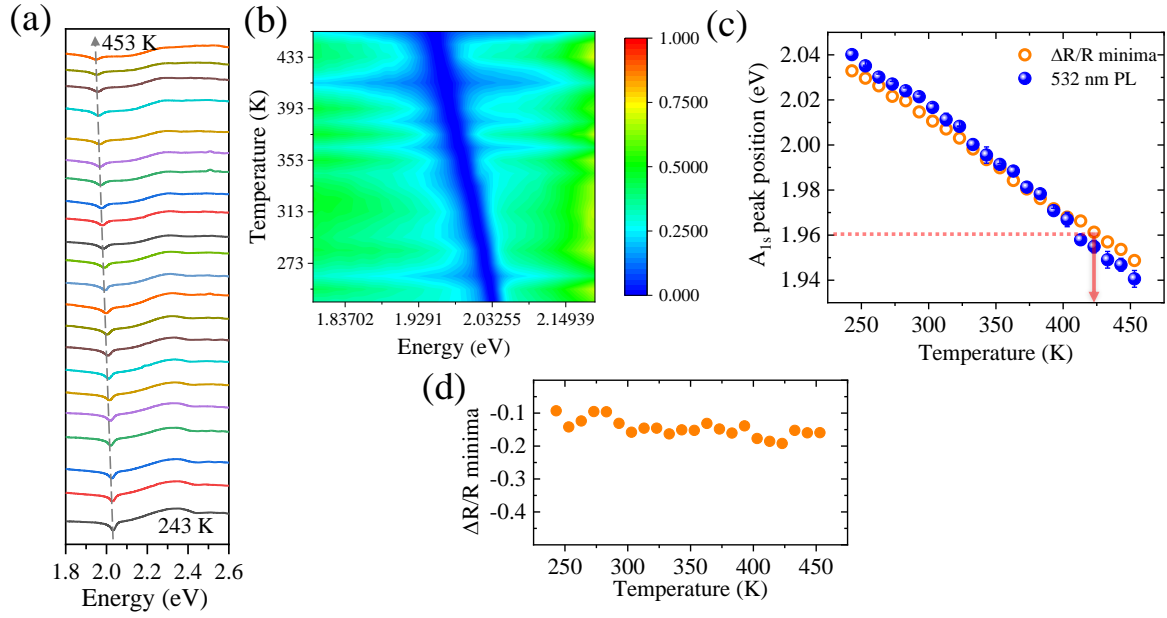 (a)
453 K
243 K
1.8 2.0 2.2 2.4 2.6
Energy (eV)
(b)
Temperature (K)
433
393
353
313
273
1.83702 1.9291 2.03255 2.14939
Energy (eV)
1.000
0.7500
0.5000
0.2500
0.000
(c)
A1s peak position (eV)
2.04
2.02
2.00
1.98
1.96
1.94
ΔR/R minima
532 nm PL
250 300 350 400 450
Temperature (K)
(d)
ΔR/R minima
-0.1
-0.2
-0.3
-0.4
250 300 350 400 450
Temperature (K)